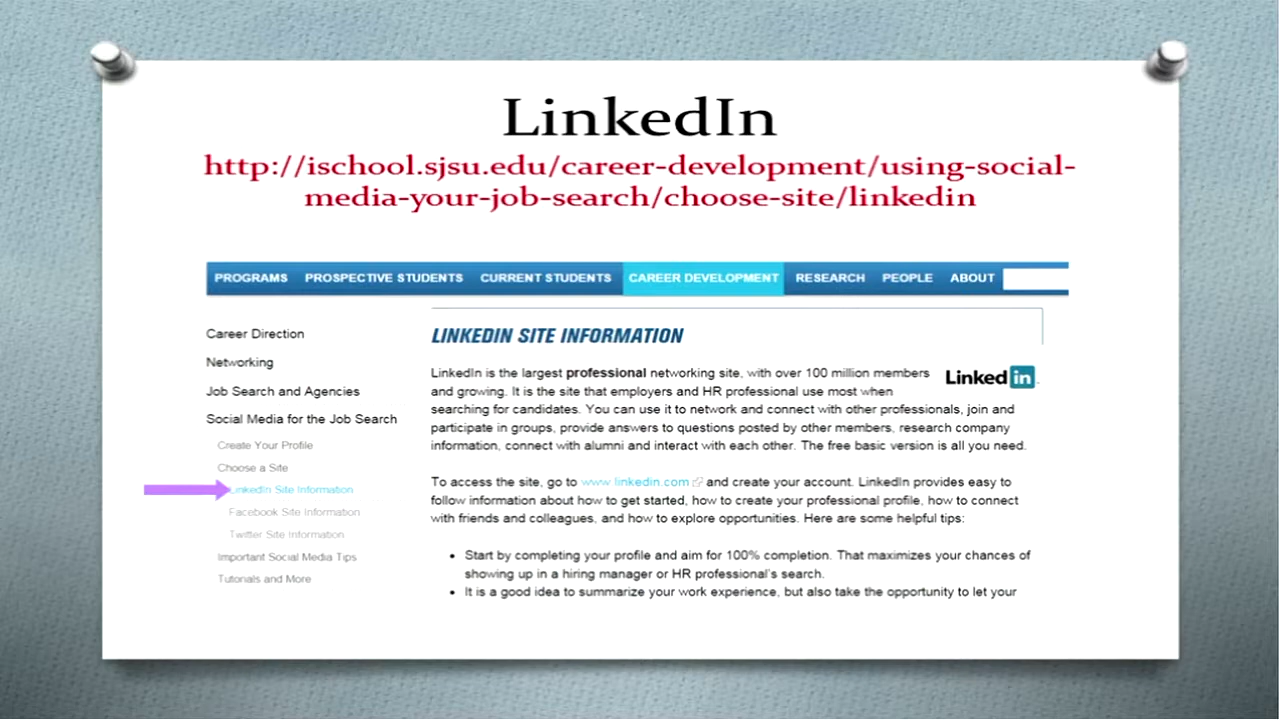 LinkedIn
http://ischool.sjsu.edu/career-development/using-social-
media-your-job-search/choose-site/linkedin
PROGRAMS PROSPECTIVE STUDENTS CURRENT STUDENTS CAREER DEVELOPMENT RESEARCH PEOPLE ABOUT
Career Direction
Networking
Job Search and Agencies
Social Media for the Job Search
Create Your Profile
Choose a Site
LinkedIn Site Information
Facebook Site Information
Twitter Site Information
Important Social Media Tips
Tutorials and More
LINKEDIN SITE INFORMATION
LinkedIn is the largest professional networking site, with over 100 million members
and growing. It is the site that employers and HR professional use most when
searching for candidates. You can use it to network and connect with other professionals, join and
participate in groups, provide answers to questions posted by other members, research company
information, connect with alumni and interact with each other. The free basic version is all you need.
Linked in
To access the site, go to www.linkedin.com and create your account. LinkedIn provides easy to
follow information about how to get started, how to create your professional profile, how to connect
with friends and colleagues, and how to explore opportunities. Here are some helpful tips:
• Start by completing your profile and aim for 100% completion. That maximizes your chances of
showing up in a hiring manager or HR professional's search.
• It is a good idea to summarize your work experience, but also take the opportunity to let your